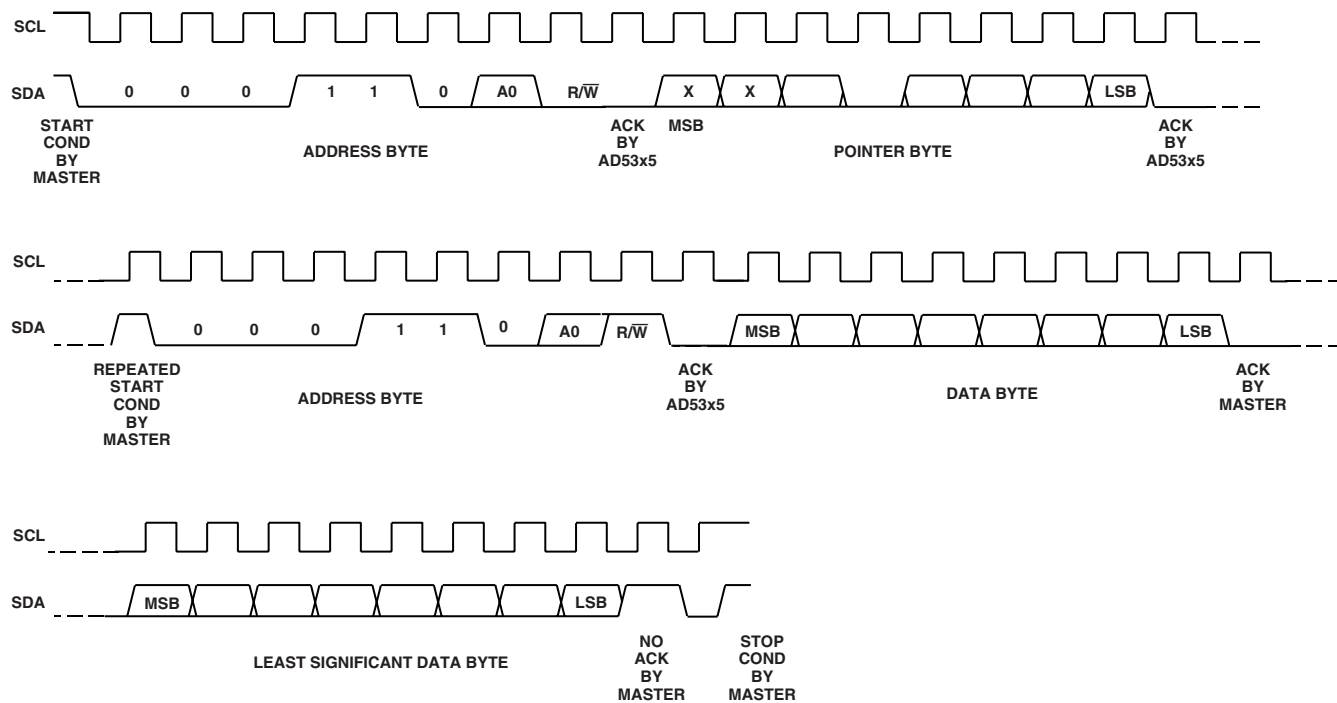 SCL
SDA 0 0 0 1 1 0 A0 R/W̅ X X LSB
START COND BY MASTER
ADDRESS BYTE
ACK BY AD53x5
MSB
POINTER BYTE
ACK BY AD53x5
SCL
SDA 0 0 0 1 1 0 A0 R/W̅ MSB LSB
REPEATED START COND BY MASTER
ADDRESS BYTE
ACK BY AD53x5
DATA BYTE
ACK BY MASTER
SCL
SDA MSB LSB
LEAST SIGNIFICANT DATA BYTE
NO ACK BY MASTER
STOP COND BY MASTER